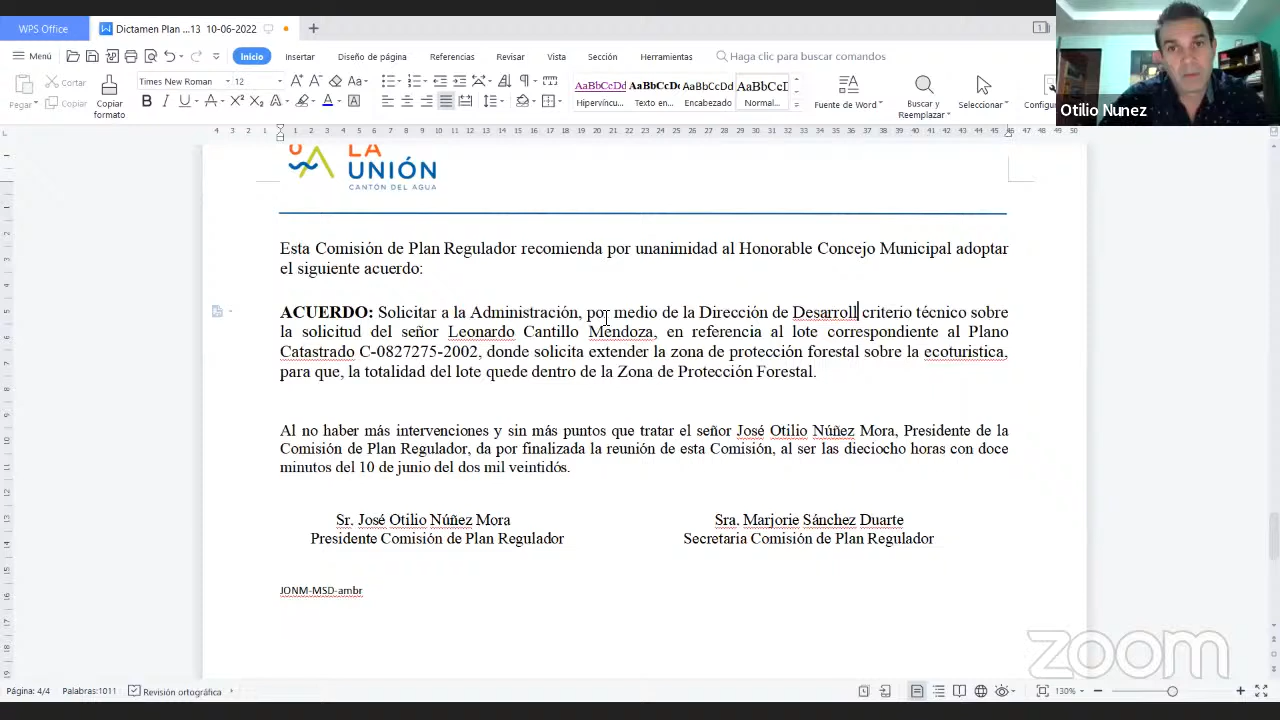 WPS Office
Dictamen Plan ...13 10-06-2022
Menú
Inicio
Insertar
Diseño de página
Referencias
Revisar
Vista
Sección
Herramientas
Haga clic para buscar comandos
Pegar
Cortar
Copiar
Copiar formato
Times New Roman
12
AaBbCcDd
Hipervíncu...
AaBbCcDc
Texto en...
AaBbCcDd
Encabezado
AaBbCcI
Normal...
Fuente de Word
Buscar y Reemplazar
Seleccionar
Otilio Nunez
LA
UNIÓN
CANTÓN DEL AGUA
Esta Comisión de Plan Regulador recomienda por unanimidad al Honorable Concejo Municipal adoptar
el siguiente acuerdo:
ACUERDO: Solicitar a la Administración, por medio de la Dirección de Desarroll criterio técnico sobre
la solicitud del señor Leonardo Cantillo Mendoza, en referencia al lote correspondiente al Plano
Catastrado C-0827275-2002, donde solicita extender la zona de protección forestal sobre la ecoturistica,
para que, la totalidad del lote quede dentro de la Zona de Protección Forestal.
Al no haber más intervenciones y sin más puntos que tratar el señor José Otilio Núñez Mora, Presidente de la
Comisión de Plan Regulador, da por finalizada la reunión de esta Comisión, al ser las dieciocho horas con doce
minutos del 10 de junio del dos mil veintidós.
Sr. José Otilio Núñez Mora
Presidente Comisión de Plan Regulador
Sra. Marjorie Sánchez Duarte
Secretaria Comisión de Plan Regulador
JONM-MSD-ambr
zoom
Página: 4/4
Palabras:1011
Revisión ortográfica
130%